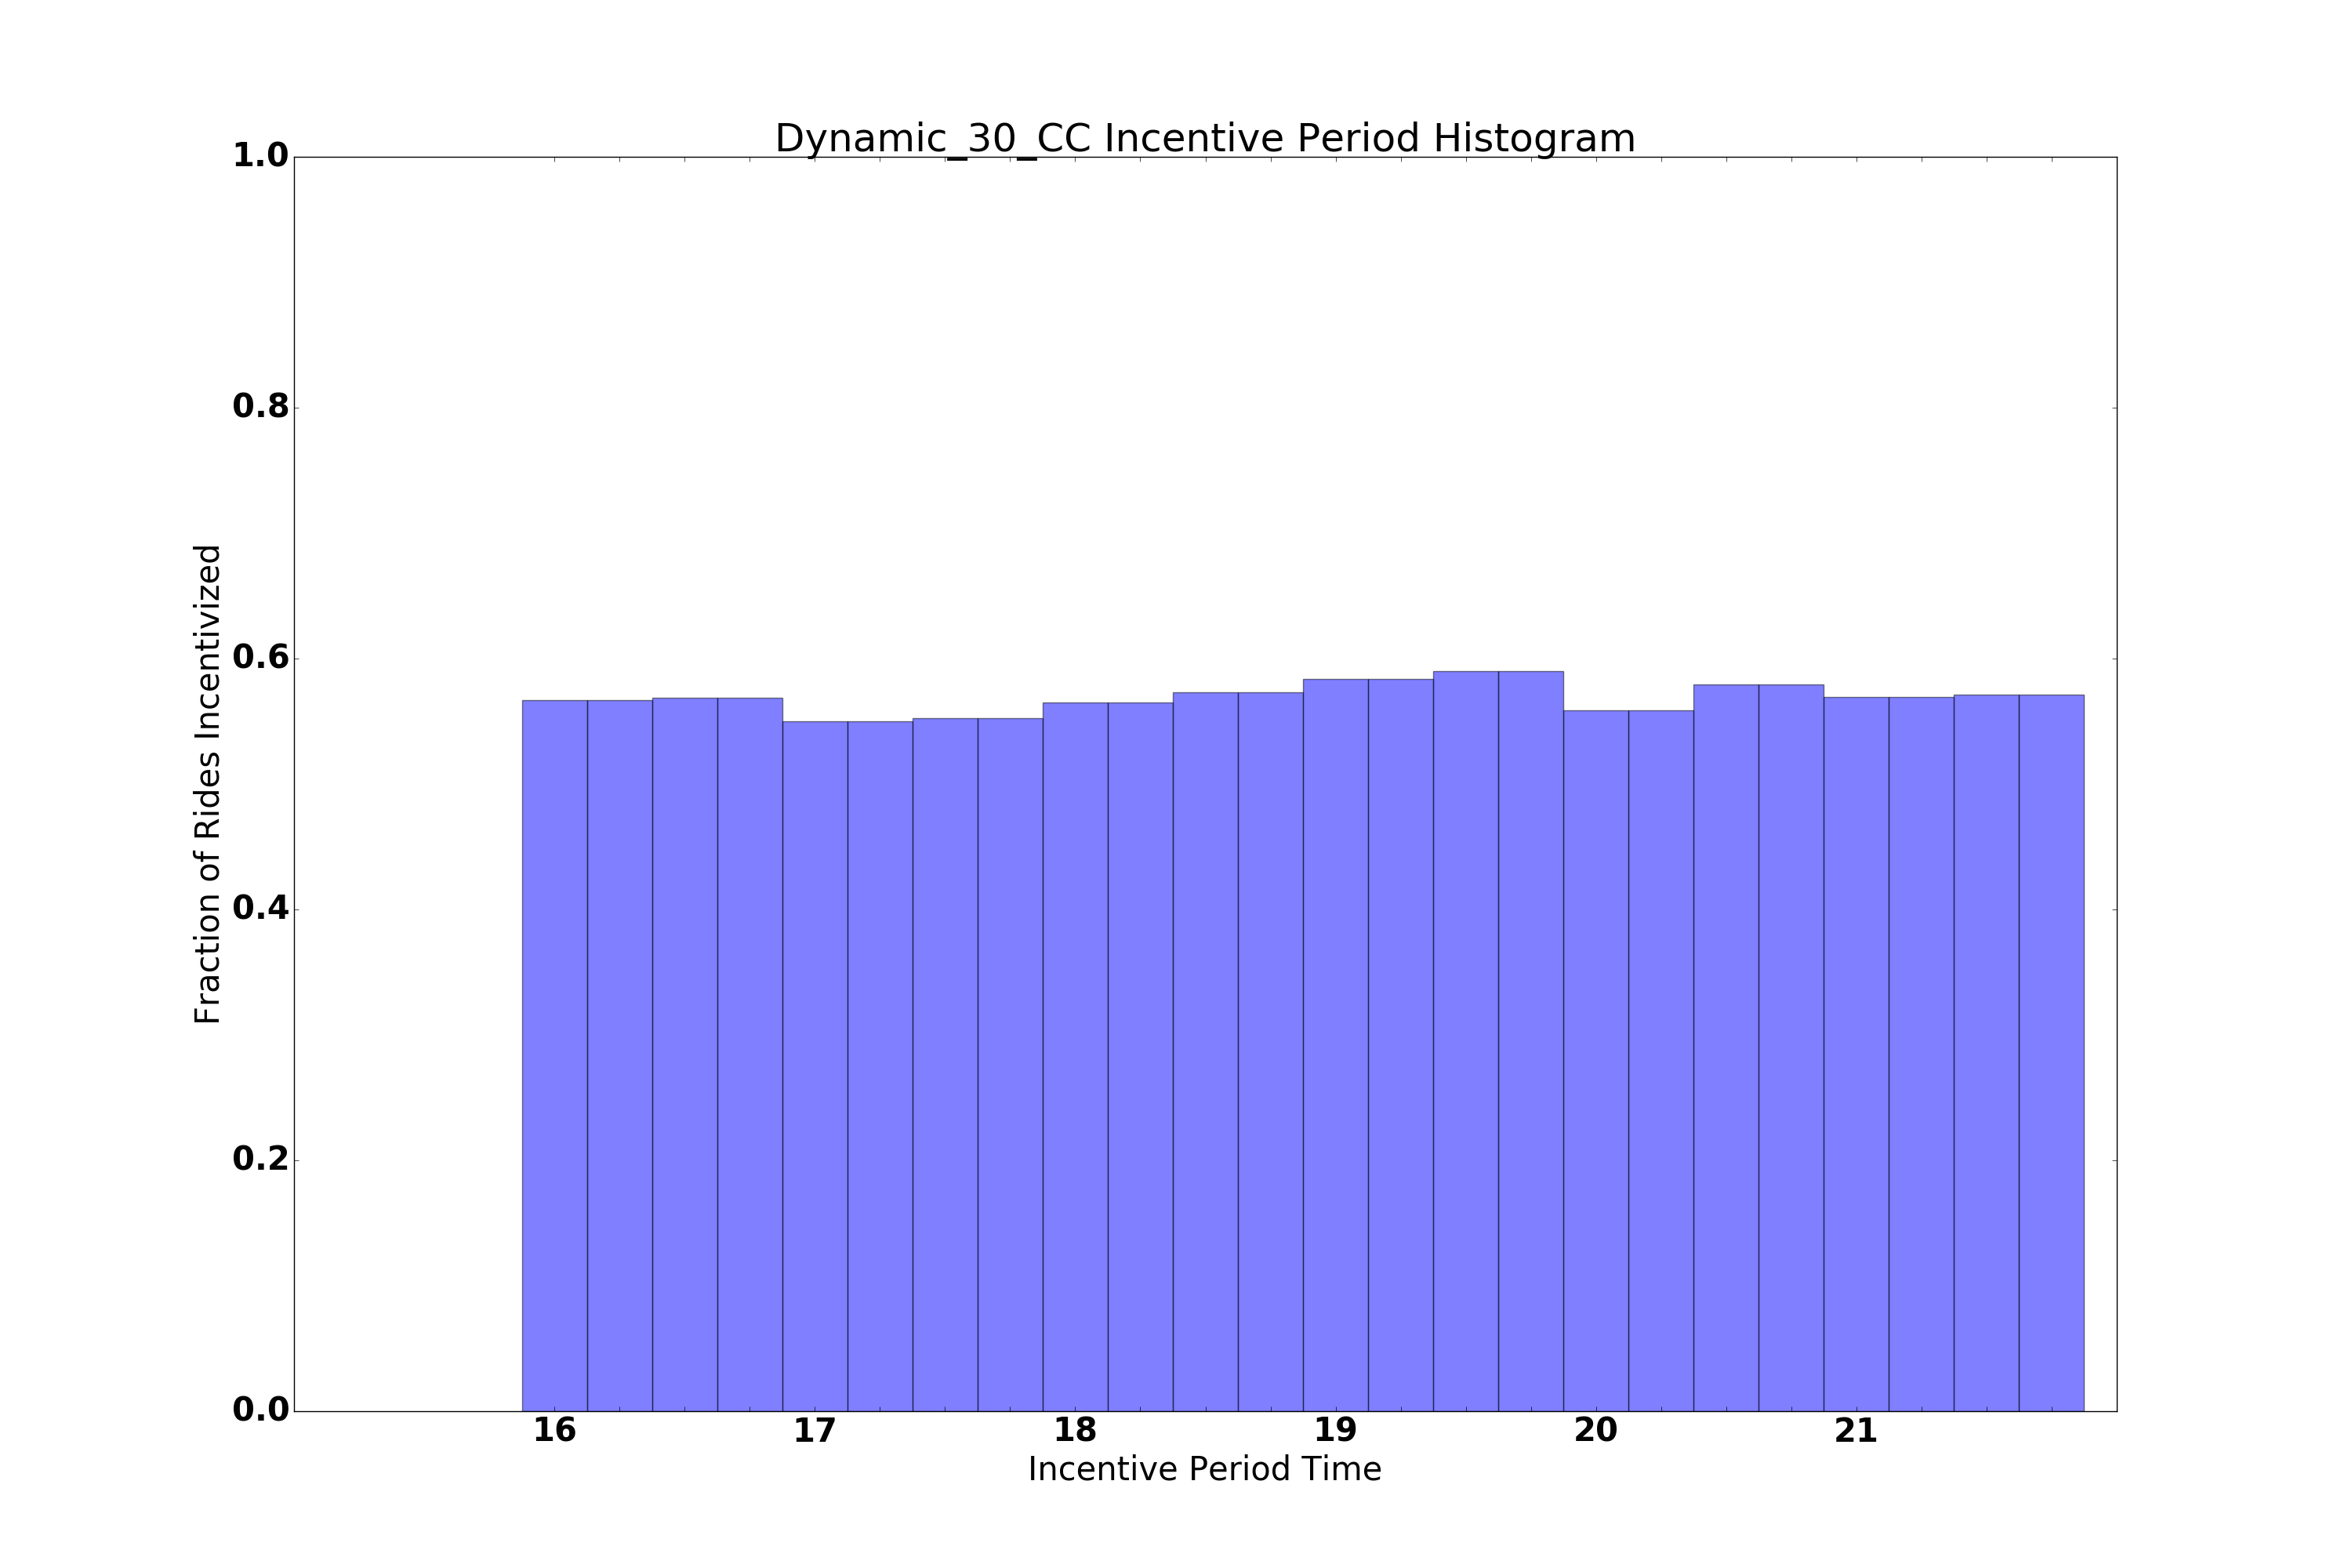 Dynamic_30_CC Incentive Period Histogram
1.0
0.8
0.6
0.4
0.2
0.0
Fraction of Rides Incentivized
16 17 18 19 20 21
Incentive Period Time